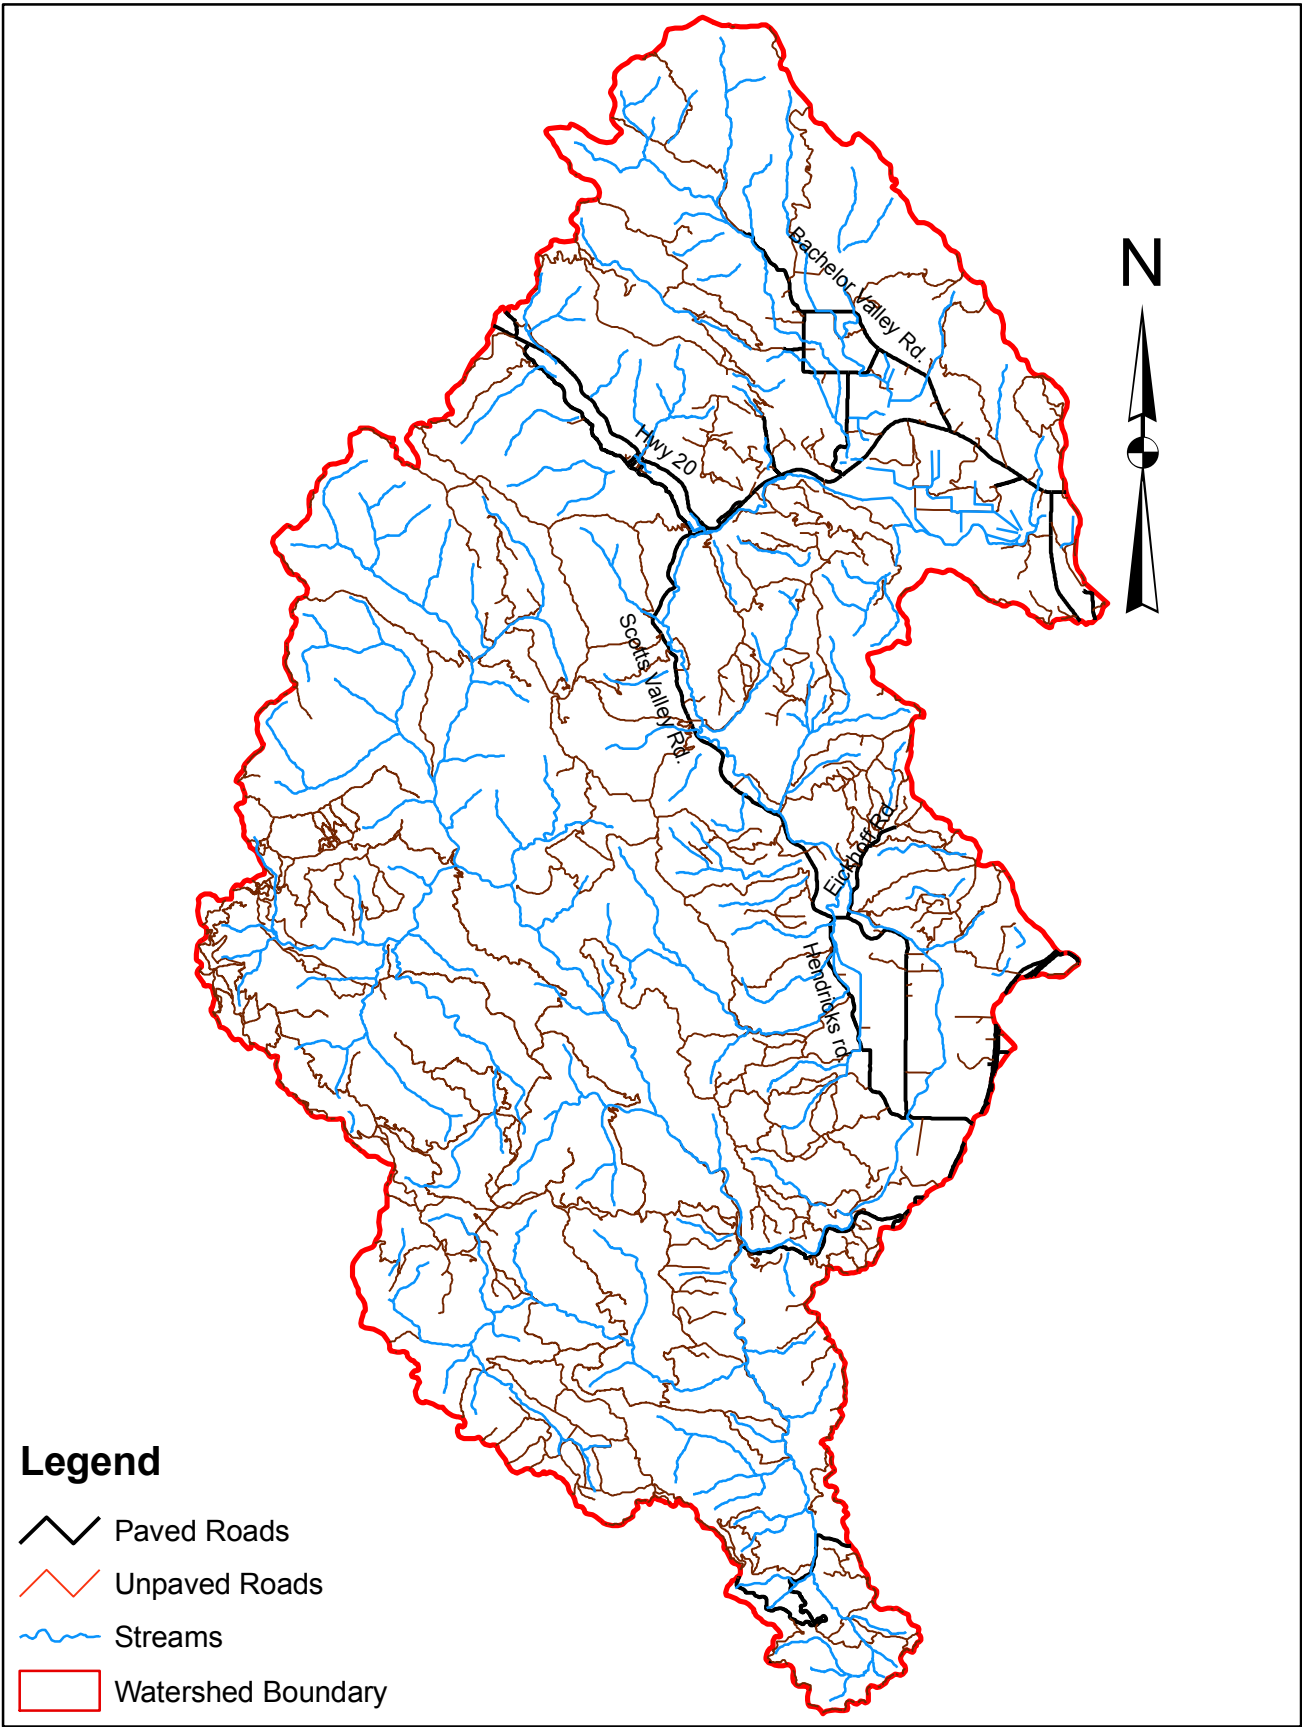 N
Bachelor Valley Rd.
Hwy 20
Scotts Valley Rd.
Eickhoff Rd
Hendricks rd.
Legend
Paved Roads
Unpaved Roads
Streams
Watershed Boundary